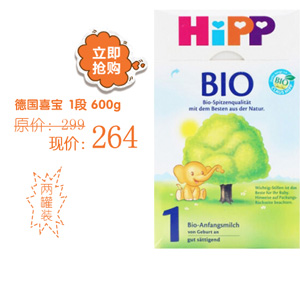 立即
抢购
德国喜宝 1段 600g
原价：299
现价：264
两罐装
HiPP
BIO
Bio-Spitzenqualität
mit dem Besten aus der Natur.
1
Bio-Anfangsmilch
von Geburt an
gut sättigend